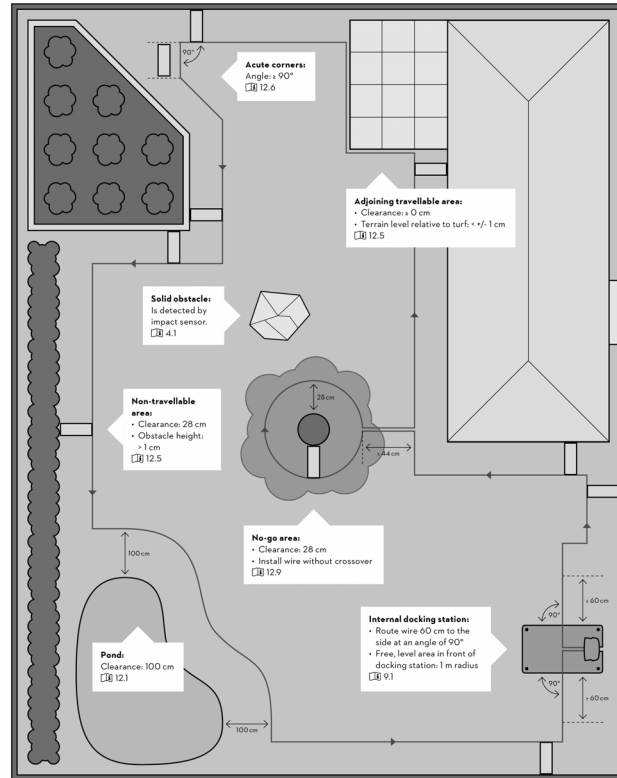 90°
Acute corners:
Angle: ≥ 90°
12.6
Adjoining travellable area:
• Clearance: ≥ 0 cm
• Terrain level relative to turf: < +/- 1 cm
12.5
Solid obstacle:
Is detected by
impact sensor.
4.1
28 cm
Non-travellable
area:
• Clearance: 28 cm
• Obstacle height:
> 1 cm
12.5
≤ 44 cm
No-go area:
• Clearance: 28 cm
• Install wire without crossover
12.9
100 cm
≥ 60 cm
90°
Internal docking station:
• Route wire 60 cm to the
side at an angle of 90°
• Free, level area in front of
docking station: 1 m radius
9.1
Pond:
Clearance: 100 cm
12.1
90°
≥ 60 cm
100 cm